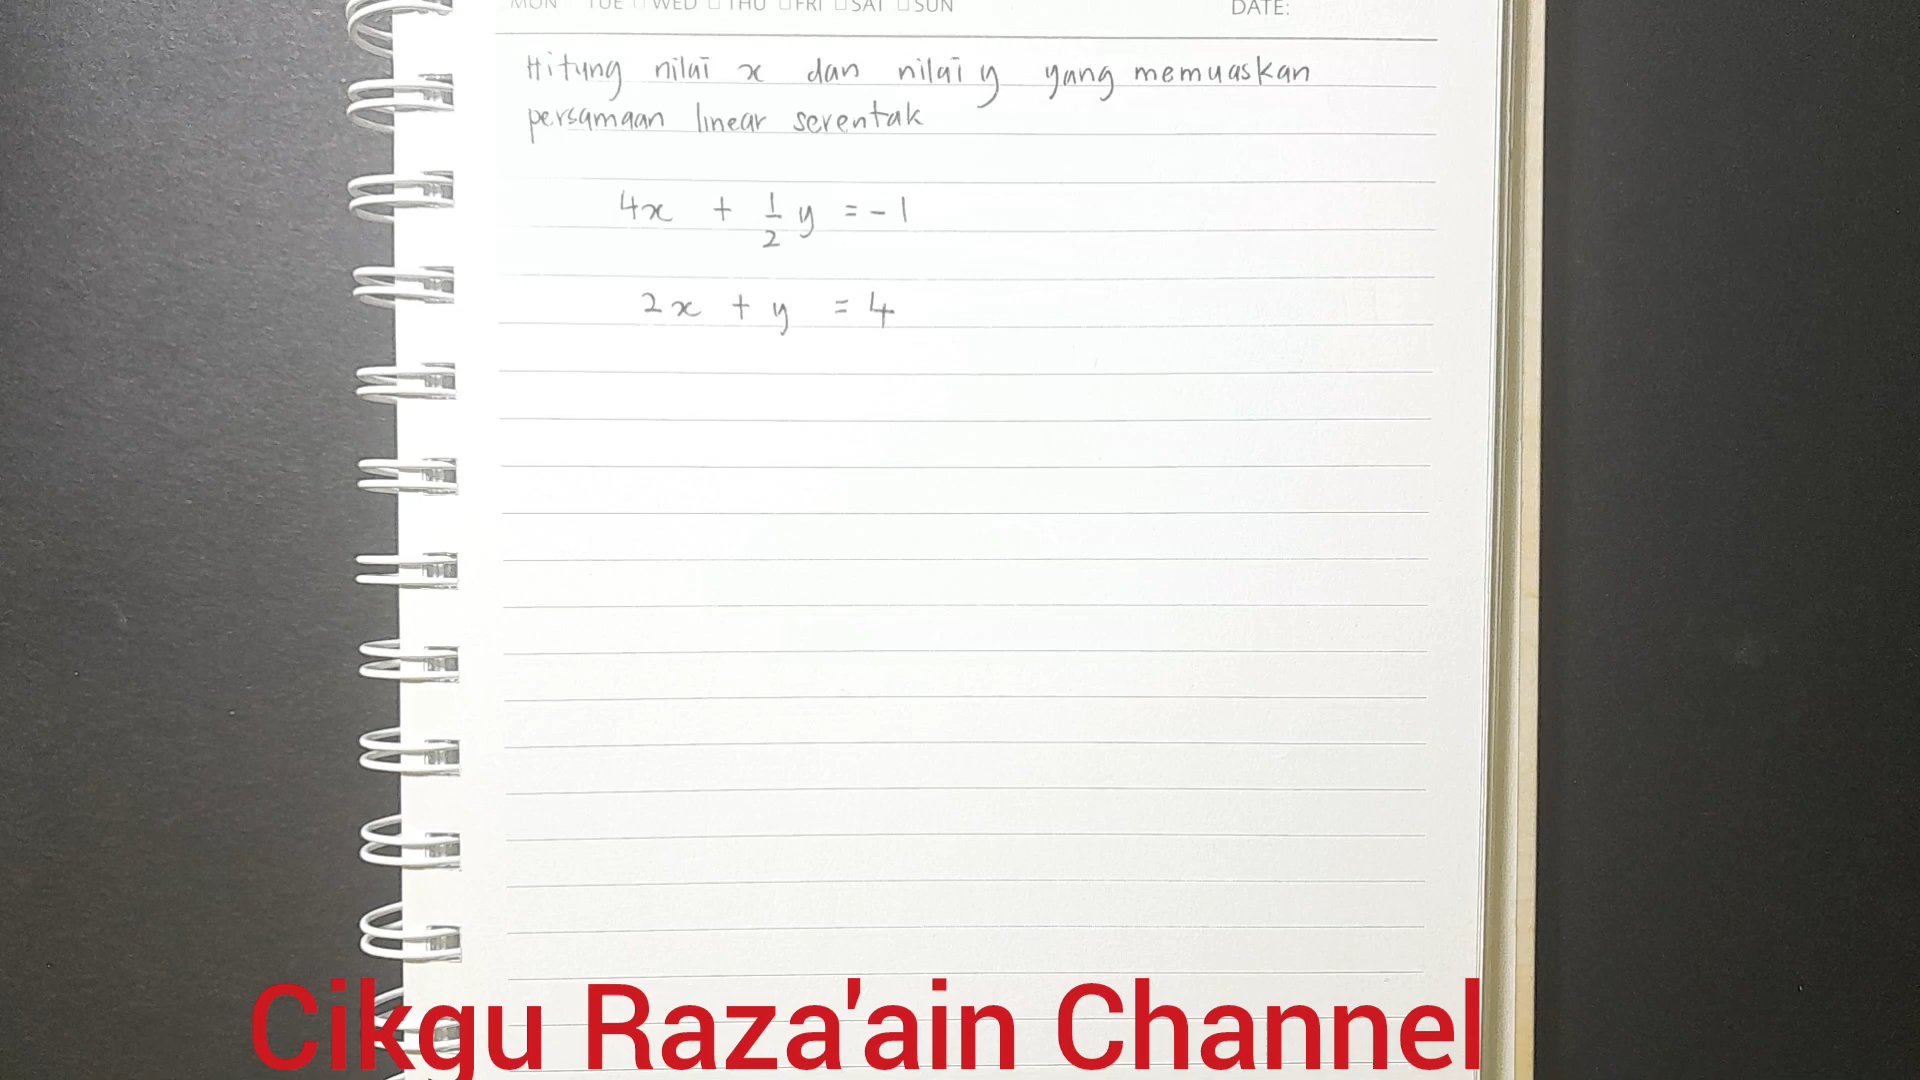 MON TUE □ WED □ THU □ FRI □ SAT □ SUN DATE:
Hitung nilai x dan nilai y yang memuaskan
persamaan linear serentak
4x + 1/2 y = -1
2x + y = 4
Cikgu Raza'ain Channel